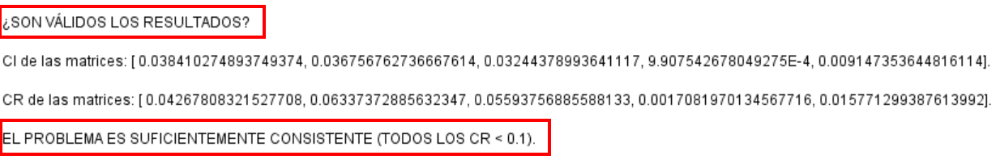 ¿SON VÁLIDOS LOS RESULTADOS?
CI de las matrices: [ 0.038410274893749374, 0.036756762736667614, 0.03244378993641117, 9.907542678049275E-4, 0.009147353644816114].
CR de las matrices: [ 0.04267808321527708, 0.06337372885632347, 0.05593756885588133, 0.0017081970134567716, 0.015771299387613992].
EL PROBLEMA ES SUFICIENTEMENTE CONSISTENTE (TODOS LOS CR < 0.1).